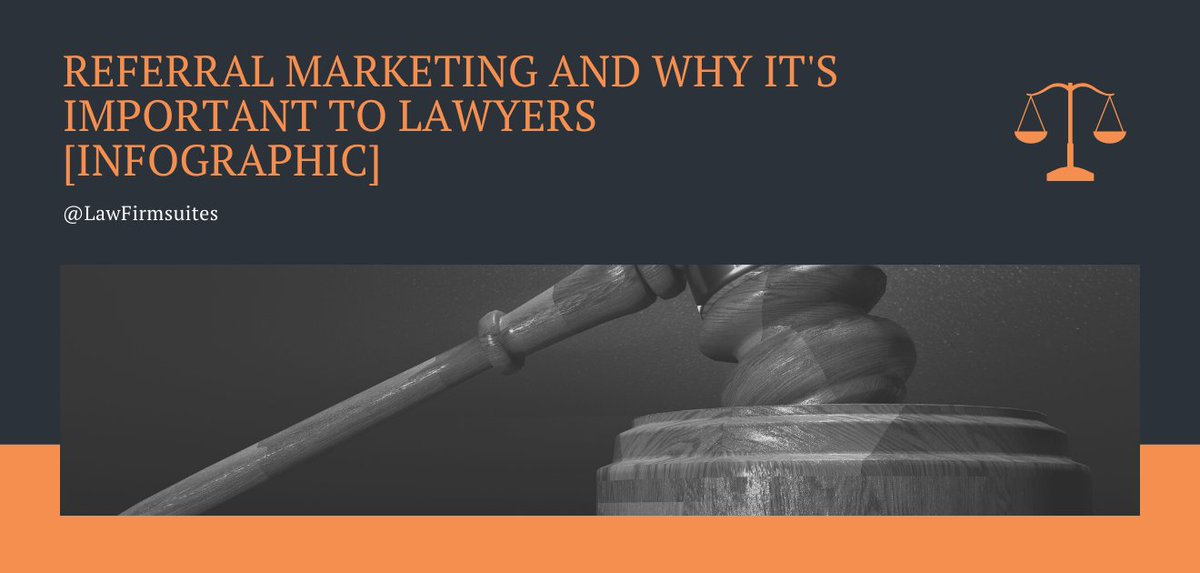 REFERRAL MARKETING AND WHY IT'S
IMPORTANT TO LAWYERS
[INFOGRAPHIC]
@LawFirmsuites